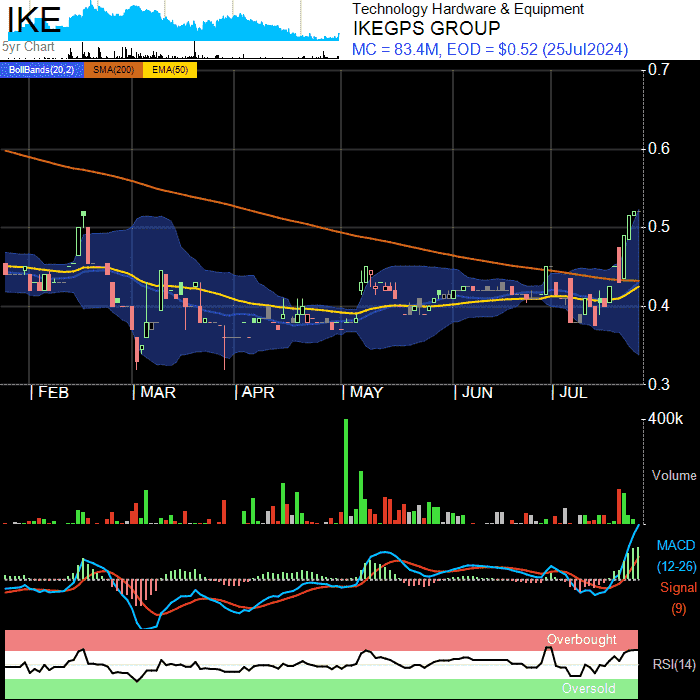 IKE
5yr Chart
Technology Hardware & Equipment
IKEGPS GROUP
MC = 83.4M, EOD = $0.52 (25Jul2024)
BollBands(20,2) SMA(200) EMA(50)
0.7
0.6
0.5
0.4
0.3
FEB MAR APR MAY JUN JUL
400k
Volume
MACD
(12-26)
Signal
(9)
Overbought
RSI(14)
Oversold